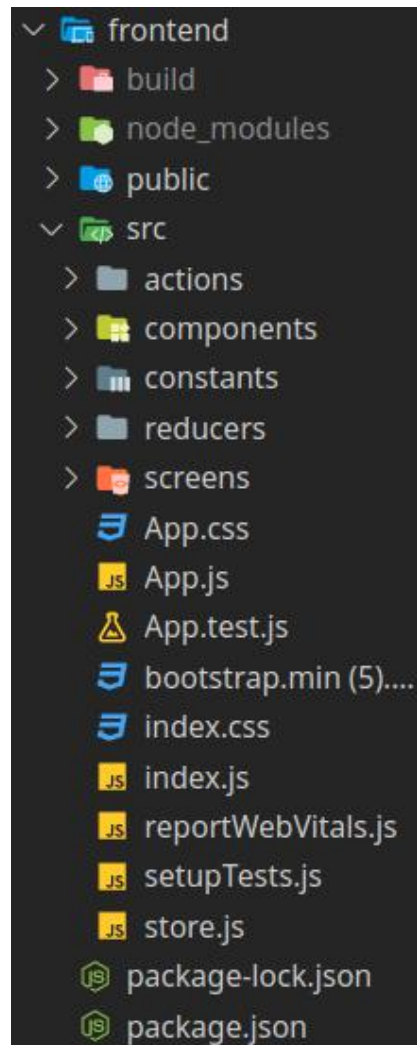 frontend
build
node_modules
public
src
actions
components
constants
reducers
screens
App.css
App.js
App.test.js
bootstrap.min (5)....
index.css
index.js
reportWebVitals.js
setupTests.js
store.js
package-lock.json
package.json